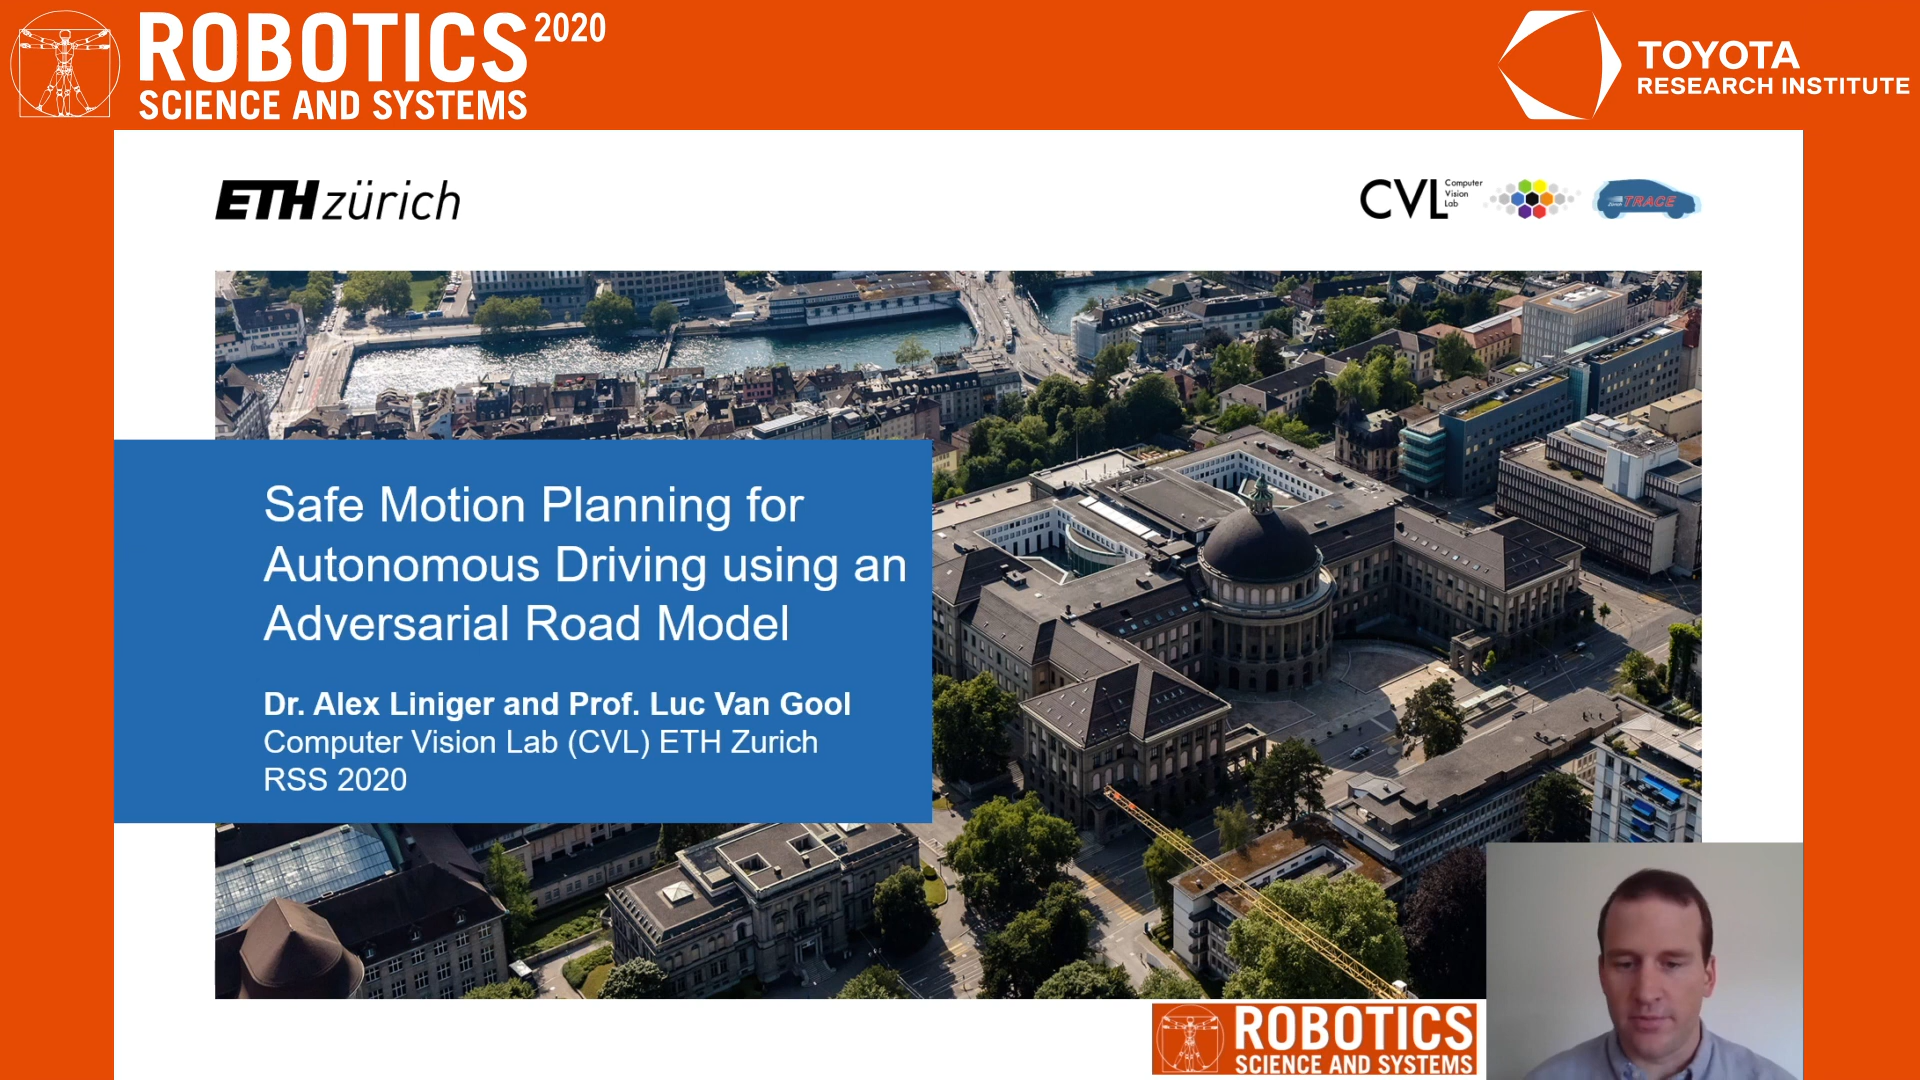 ROBOTICS 2020
SCIENCE AND SYSTEMS
TOYOTA
RESEARCH INSTITUTE
ETH zürich
CVL Computer
Vision
Lab
TRACE
Safe Motion Planning for
Autonomous Driving using an
Adversarial Road Model
Dr. Alex Liniger and Prof. Luc Van Gool
Computer Vision Lab (CVL) ETH Zurich
RSS 2020
ROBOTICS
SCIENCE AND SYSTEMS